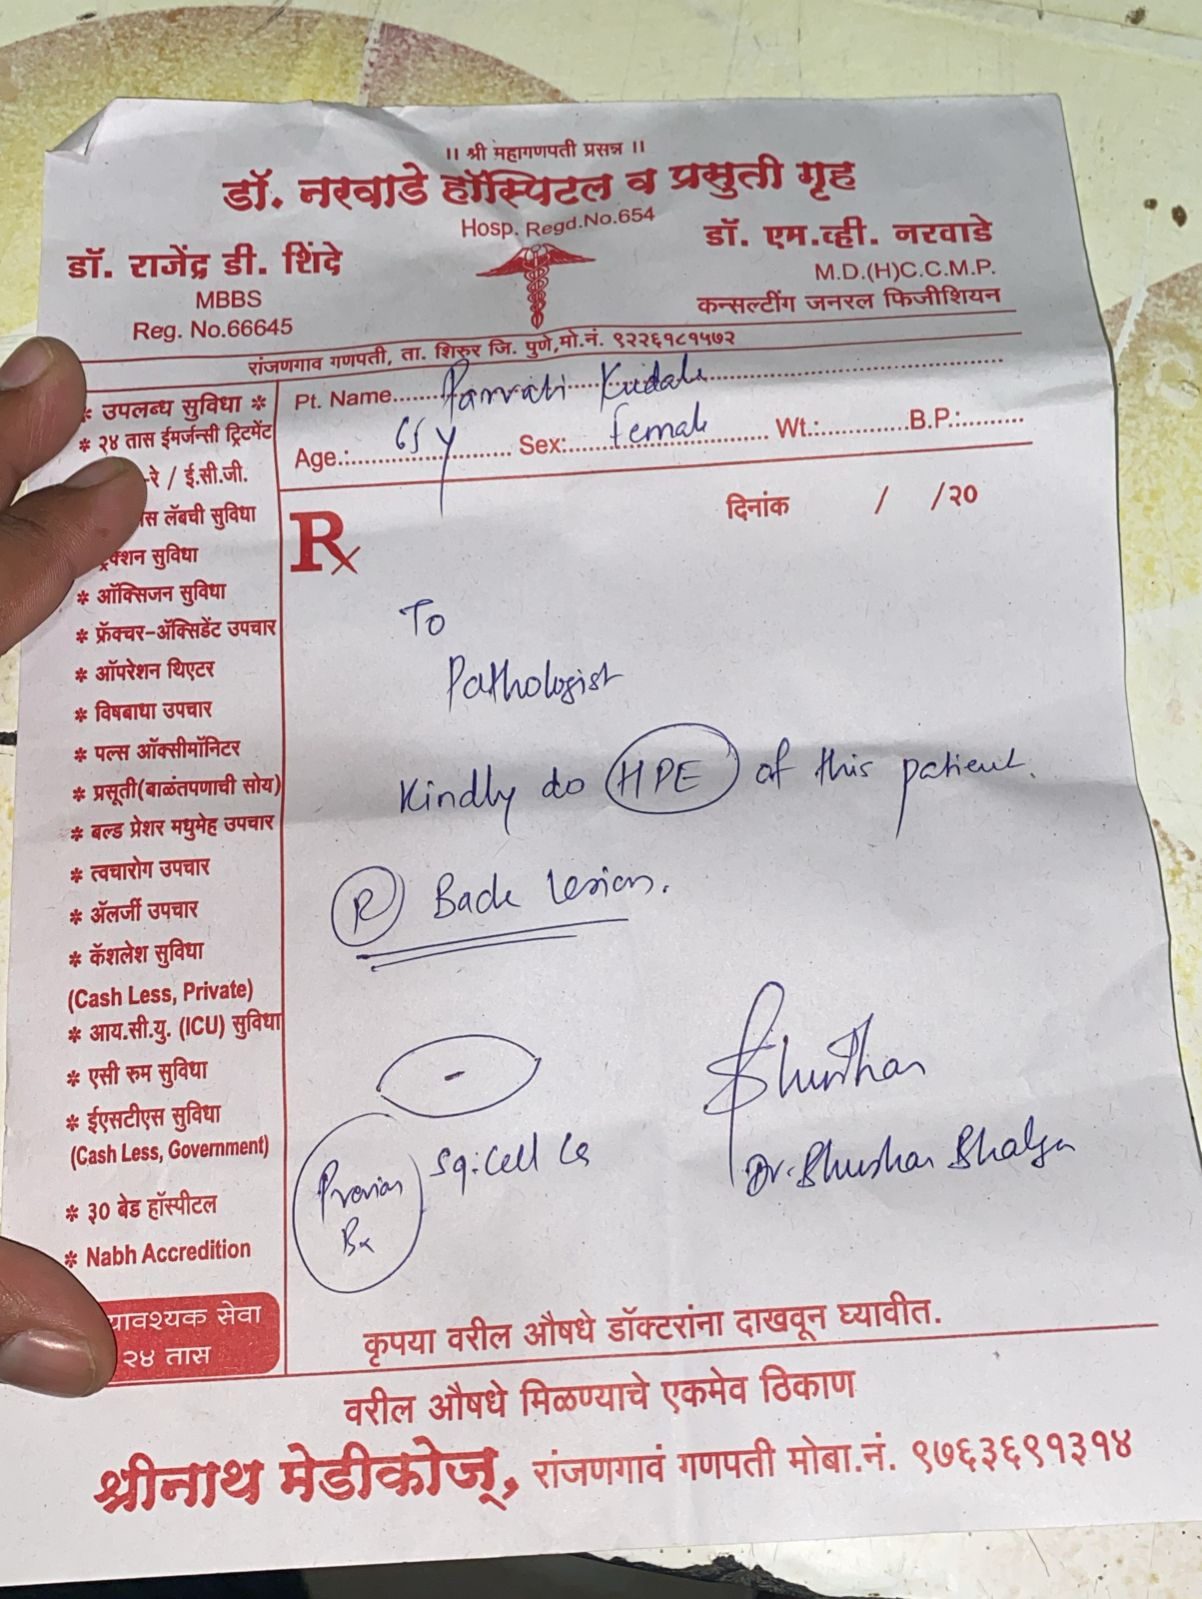 ॥ श्री महागणपती प्रसन्न ॥
डॉ. नरवाडे हॉस्पिटल व प्रसुती गृह
Hosp. Regd.No.654
डॉ. राजेंद्र डी. शिंदे
MBBS
Reg. No.66645
डॉ. एम.व्ही. नरवाडे
M.D.(H)C.C.M.P.
कन्सल्टींग जनरल फिजीशियन
रांजणगाव गणपती, ता. शिरुर जि. पुणे,मो.नं. ९२२६१८१५७२
Pt. Name..... Parvati Kudale
Age.:..... 65 y Sex:..... female Wt.:..... B.P.:.....
दिनांक / /२०
* उपलब्ध सुविधा *
* २४ तास ईमर्जन्सी ट्रिटमेंट
-रे / ई.सी.जी.
स लॅबची सुविधा
क्शन सुविधा
* ऑक्सिजन सुविधा
* फ्रॅक्चर-ॲक्सिडेंट उपचार
* ऑपरेशन थिएटर
* विषबाधा उपचार
* पल्स ऑक्सीमॉनिटर
* प्रसूती(बाळंतपणाची सोय)
* बल्ड प्रेशर मधुमेह उपचार
* त्वचारोग उपचार
* ॲलर्जी उपचार
* कॅशलेश सुविधा
(Cash Less, Private)
* आय.सी.यु. (ICU) सुविधा
* एसी रुम सुविधा
* ईएसटीएस सुविधा
(Cash Less, Government)
* ३० बेड हॉस्पीटल
* Nabh Accredition
यावश्यक सेवा
२४ तास
Rx
To
Pathologist
Kindly do HPE of this patient.
R Back lesion.
Previous Bx
Sq. Cell Ca
Bhushan
Dr. Bhushan
कृपया वरील औषधे डॉक्टरांना दाखवून घ्यावीत.
वरील औषधे मिळण्याचे एकमेव ठिकाण
श्रीनाथ मेडीकोज्, रांजणगावं गणपती मोबा.नं. ९७६३६९१३१४